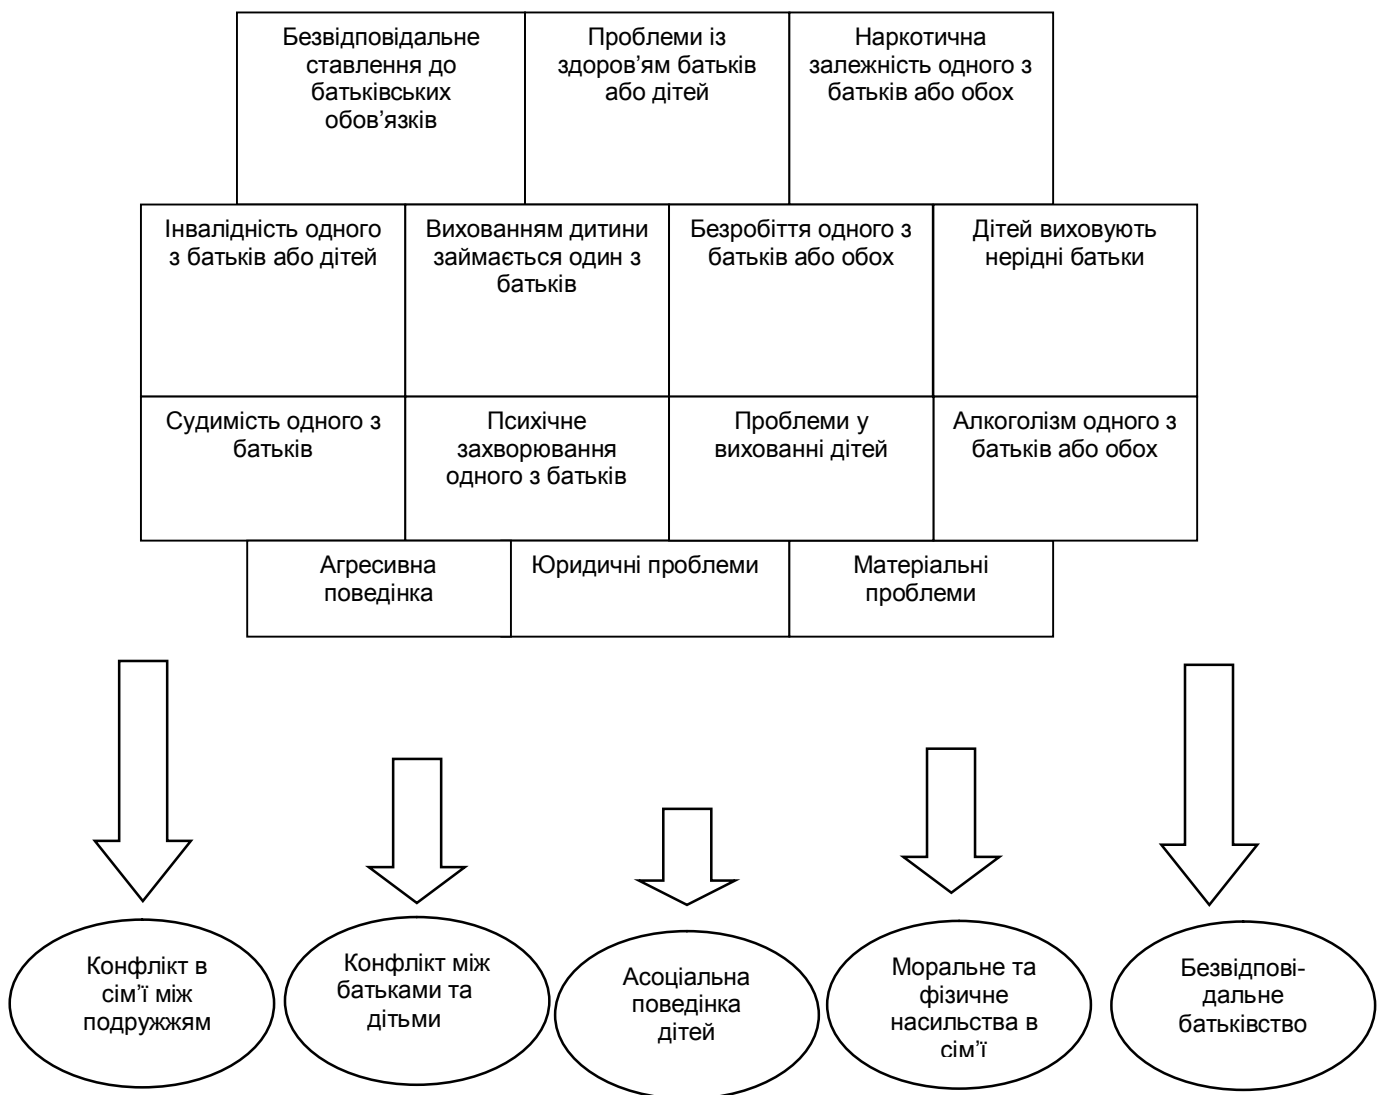 Безвідповідальне
ставлення до
батьківських
обов’язків
Проблеми із
здоров’ям батьків
або дітей
Наркотична
залежність одного з
батьків або обох
Інвалідність одного
з батьків або дітей
Вихованням дитини
займається один з
батьків
Безробіття одного з
батьків або обох
Дітей виховують
нерідні батьки
Судимість одного з
батьків
Психічне
захворювання
одного з батьків
Проблеми у
вихованні дітей
Алкоголізм одного з
батьків або обох
Агресивна
поведінка
Юридичні проблеми
Матеріальні
проблеми
Конфлікт в
сім’ї між
подружжям
Конфлікт між
батьками та
дітьми
Асоціальна
поведінка
дітей
Моральне та
фізичне
насильства в
сім’ї
Безвідпові-
дальне
батьківство